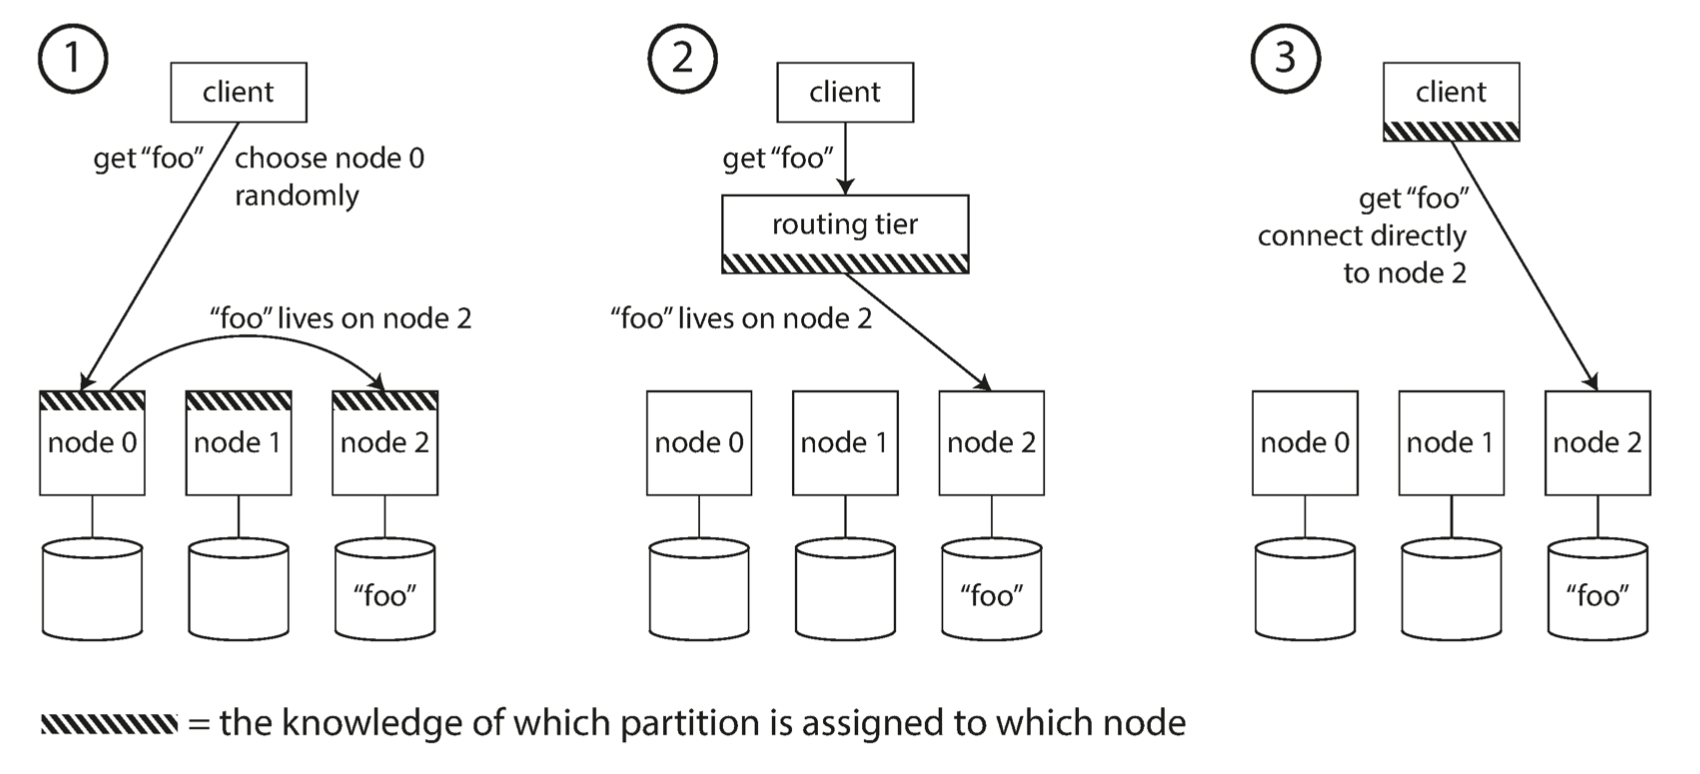 1
client
get “foo”
choose node 0
randomly
“foo” lives on node 2
node 0
node 1
node 2
“foo”
2
client
get “foo”
routing tier
“foo” lives on node 2
node 0
node 1
node 2
“foo”
3
client
get “foo”
connect directly
to node 2
node 0
node 1
node 2
“foo”
= the knowledge of which partition is assigned to which node